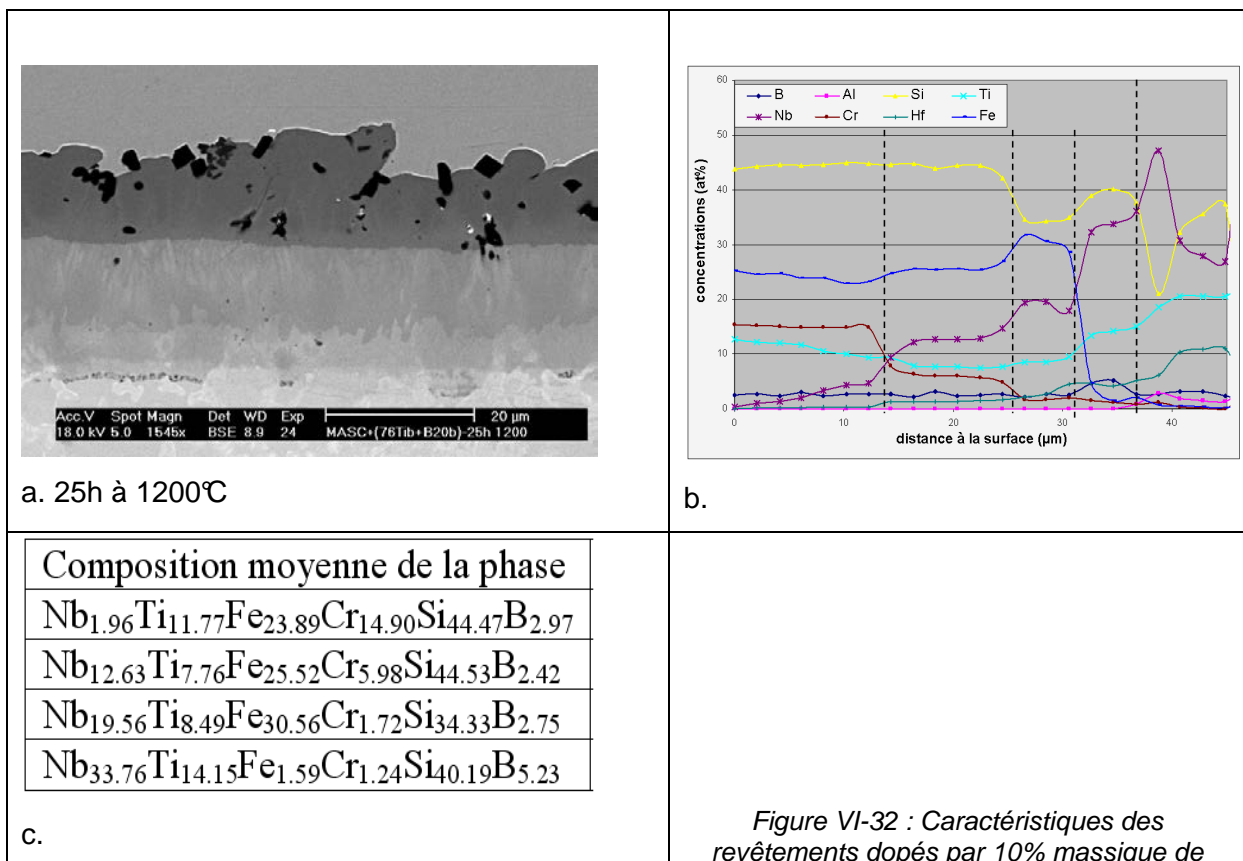 Acc.V Spot Magn Det WD Exp 20 µm
18.0 kV 5.0 1545x BSE 8.9 24 MASC+(76Tib+B20b)-25h 1200
a. 25h à 1200°C
60
50
40
30
20
10
0
concentrations (at%)
B Al Si Ti
Nb Cr Hf Fe
0 10 20 30 40
distance à la surface (µm)
b.
Composition moyenne de la phase
Nb1.96Ti11.77Fe23.89Cr14.90Si44.47B2.97
Nb12.63Ti7.76Fe25.52Cr5.98Si44.53B2.42
Nb19.56Ti8.49Fe30.56Cr1.72Si34.33B2.75
Nb33.76Ti14.15Fe1.59Cr1.24Si40.19B5.23
c.
Figure VI-32 : Caractéristiques des
revêtements dopés par 10% massique de